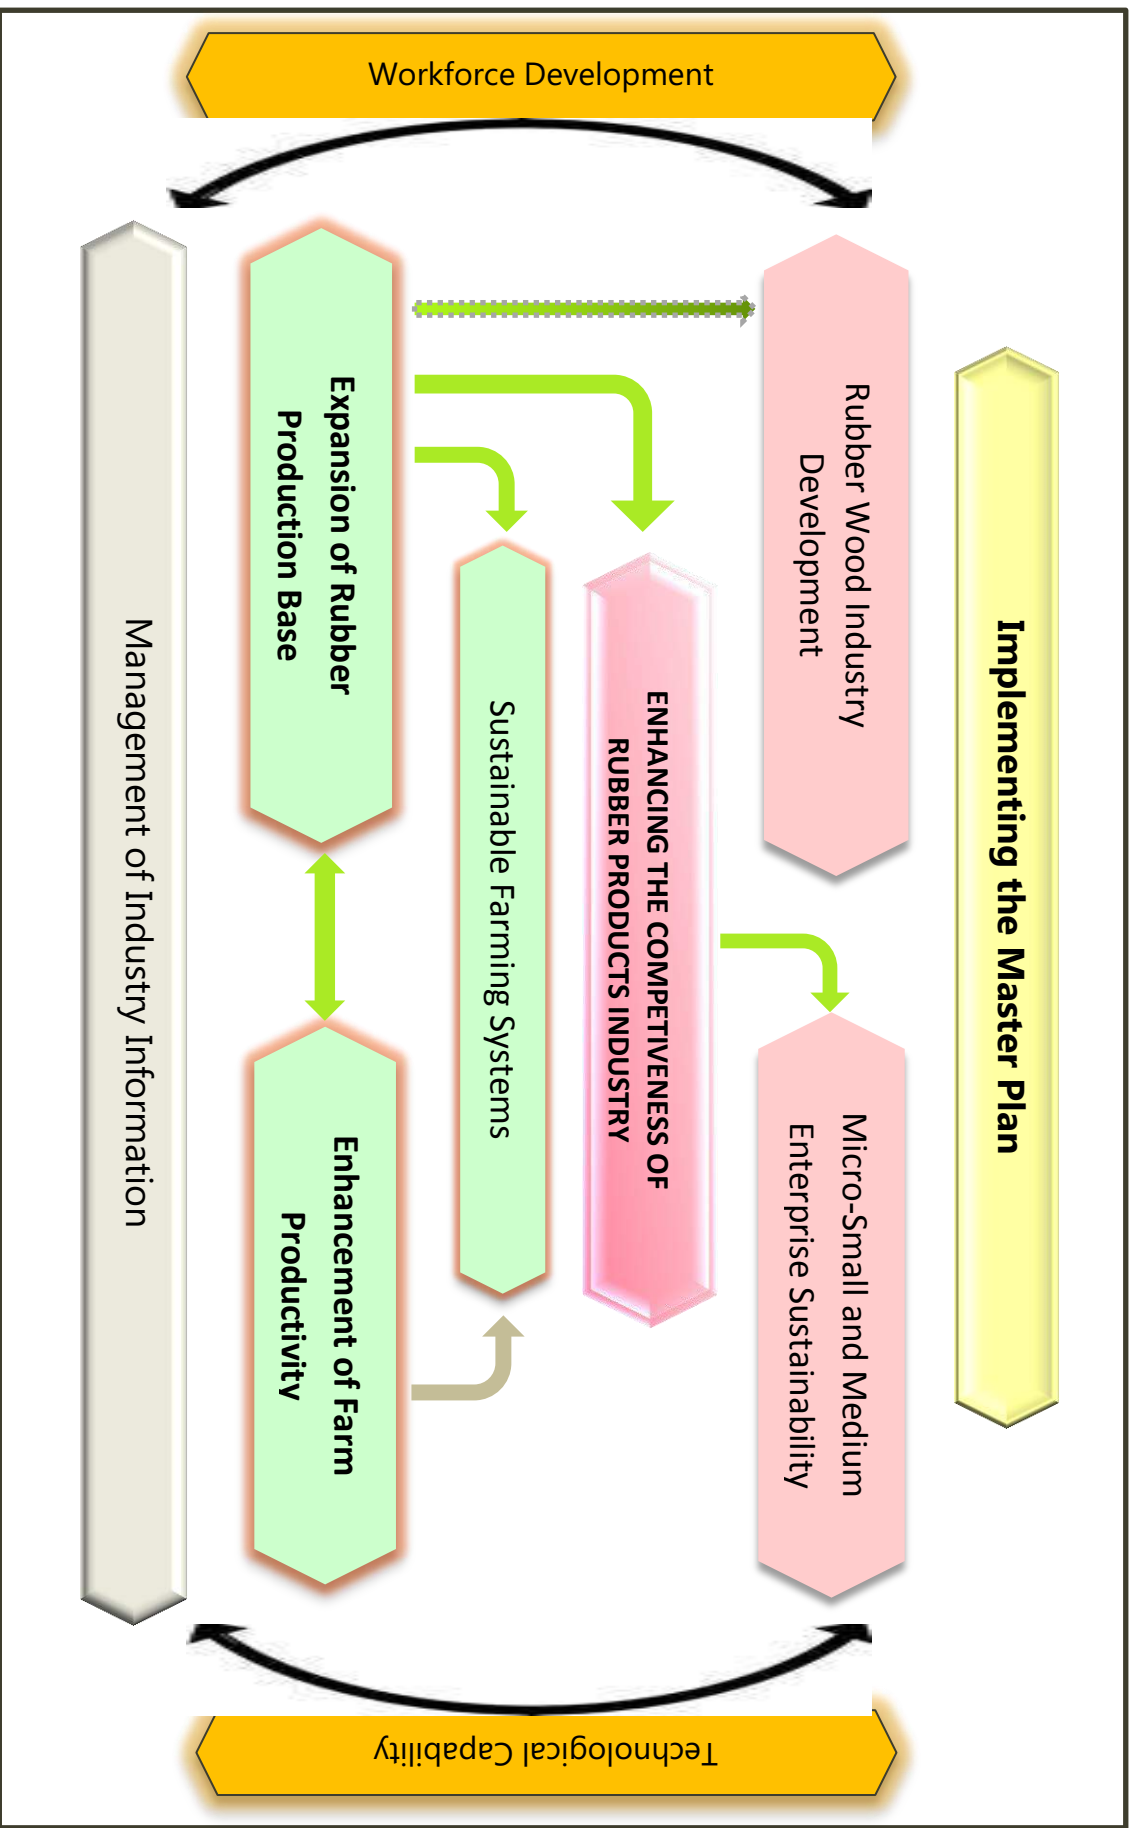 Workforce Development
Implementing the Master Plan
Rubber Wood Industry
Development
Micro-Small and Medium
Enterprise Sustainability
ENHANCING THE COMPETIVENESS OF
RUBBER PRODUCTS INDUSTRY
Sustainable Farming Systems
Expansion of Rubber
Production Base
Enhancement of Farm
Productivity
Management of Industry Information
Technological Capability